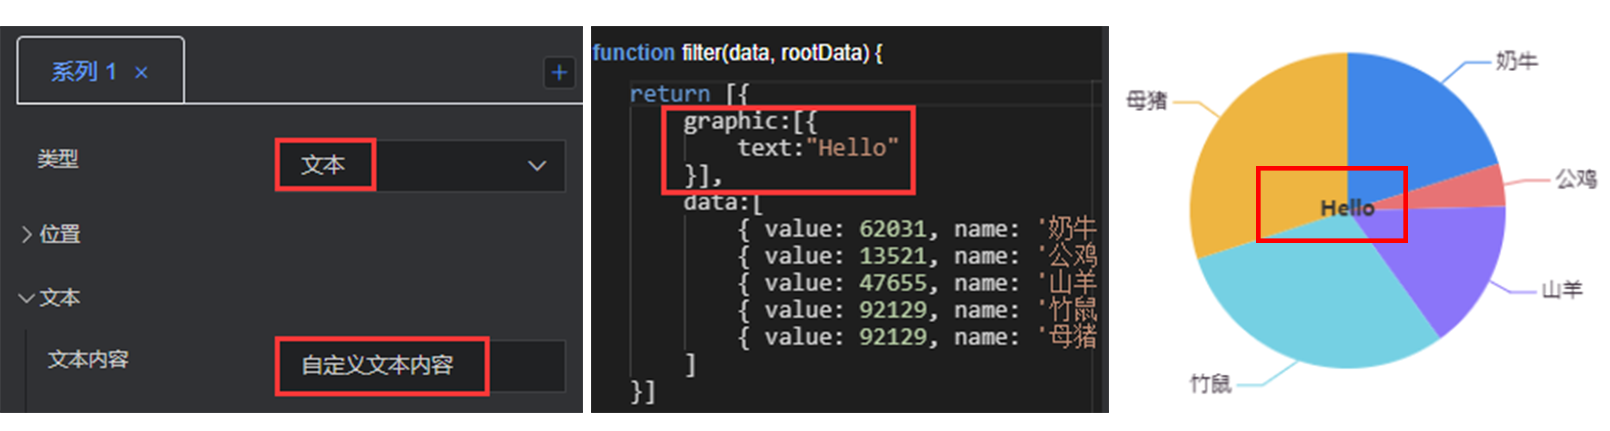 系列 1 ×
+
类型
文本
位置
文本
文本内容
自定义文本内容
function filter(data, rootData) {
return [{
graphic:[{
text:"Hello"
}],
data:[
{ value: 62031, name: '奶牛
{ value: 13521, name: '公鸡
{ value: 47655, name: '山羊
{ value: 92129, name: '竹鼠
{ value: 92129, name: '母猪
]
}]
奶牛
母猪
公鸡
Hello
山羊
竹鼠